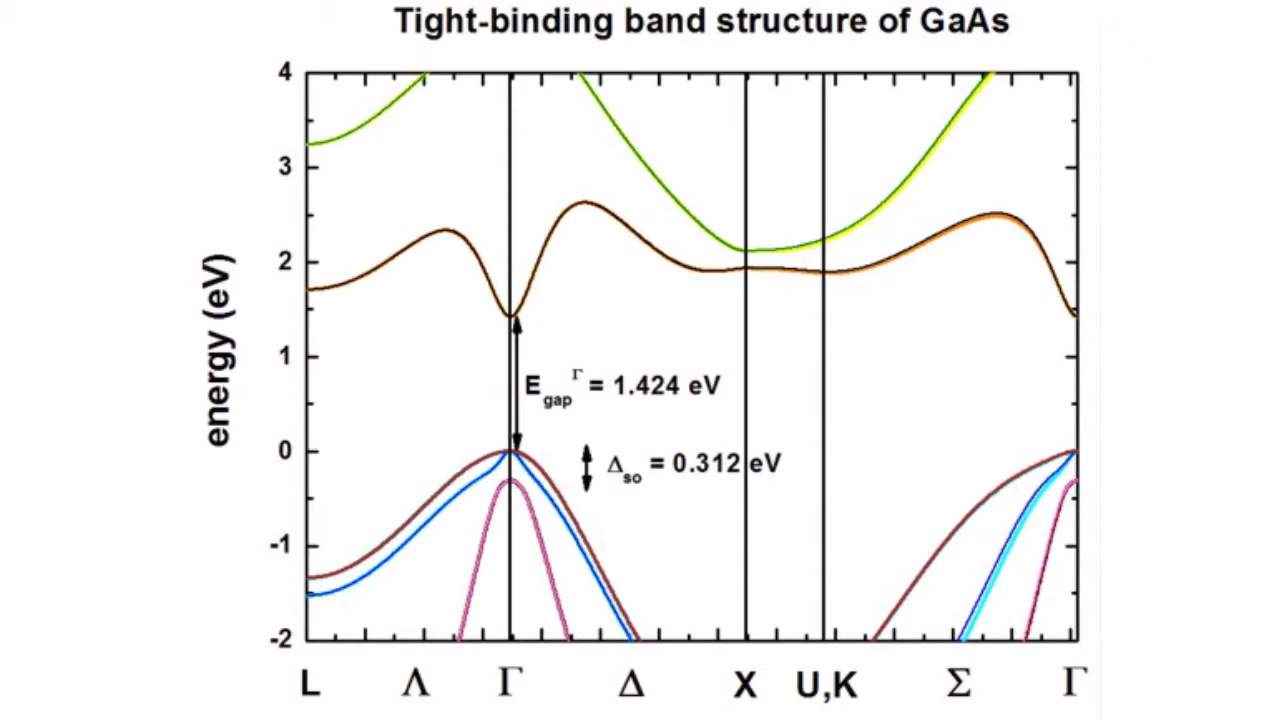 Tight-binding band structure of GaAs
energy (eV)
4
3
2
1
0
-1
-2
E_gap^Γ = 1.424 eV
Δ_so = 0.312 eV
L Λ Γ Δ X U,K Σ Γ